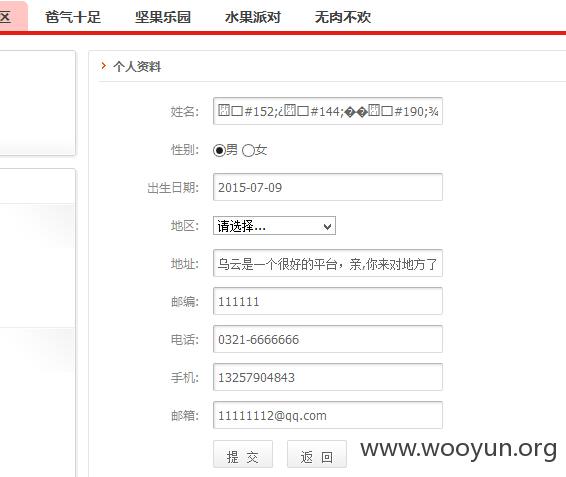 区 爸气十足 坚果乐园 水果派对 无肉不欢
个人资料
姓名: #152;¿ #144;�� #190;¾
性别: 男 女
出生日期: 2015-07-09
地区: 请选择...
地址: 乌云是一个很好的平台，亲,你来对地方了
邮编: 111111
电话: 0321-6666666
手机: 13257904843
邮箱: 11111112@qq.com
提 交 返 回
www.wooyun.org